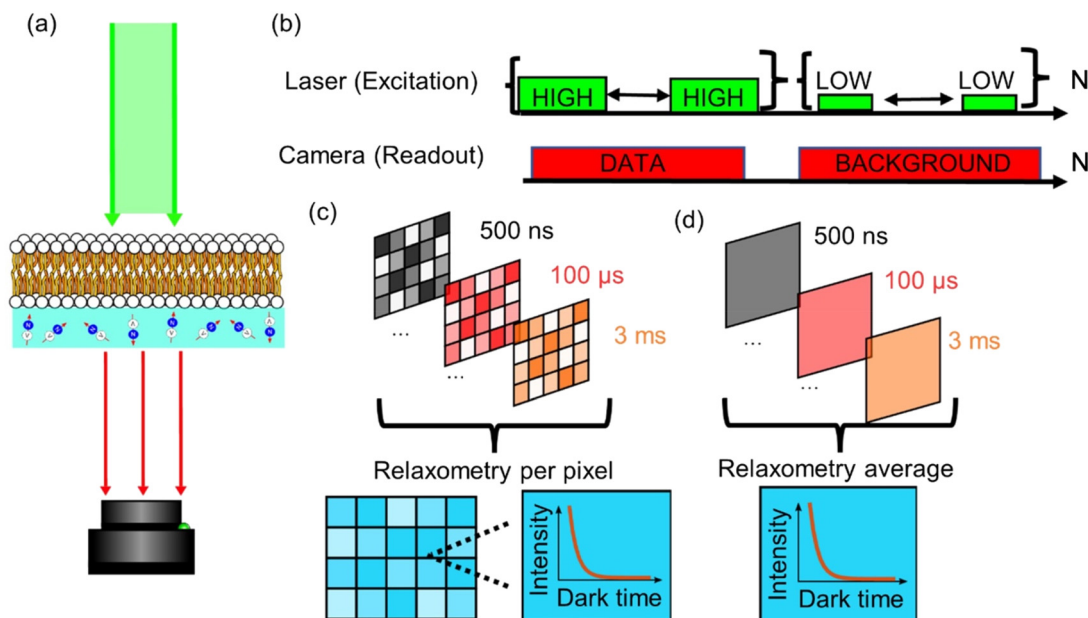 (a)
(b)
Laser (Excitation)
HIGH
HIGH
LOW
LOW
N
Camera (Readout)
DATA
BACKGROUND
N
(c)
500 ns
100 µs
3 ms
...
...
Relaxometry per pixel
Intensity
Dark time
(d)
500 ns
100 µs
3 ms
...
...
Relaxometry average
Intensity
Dark time